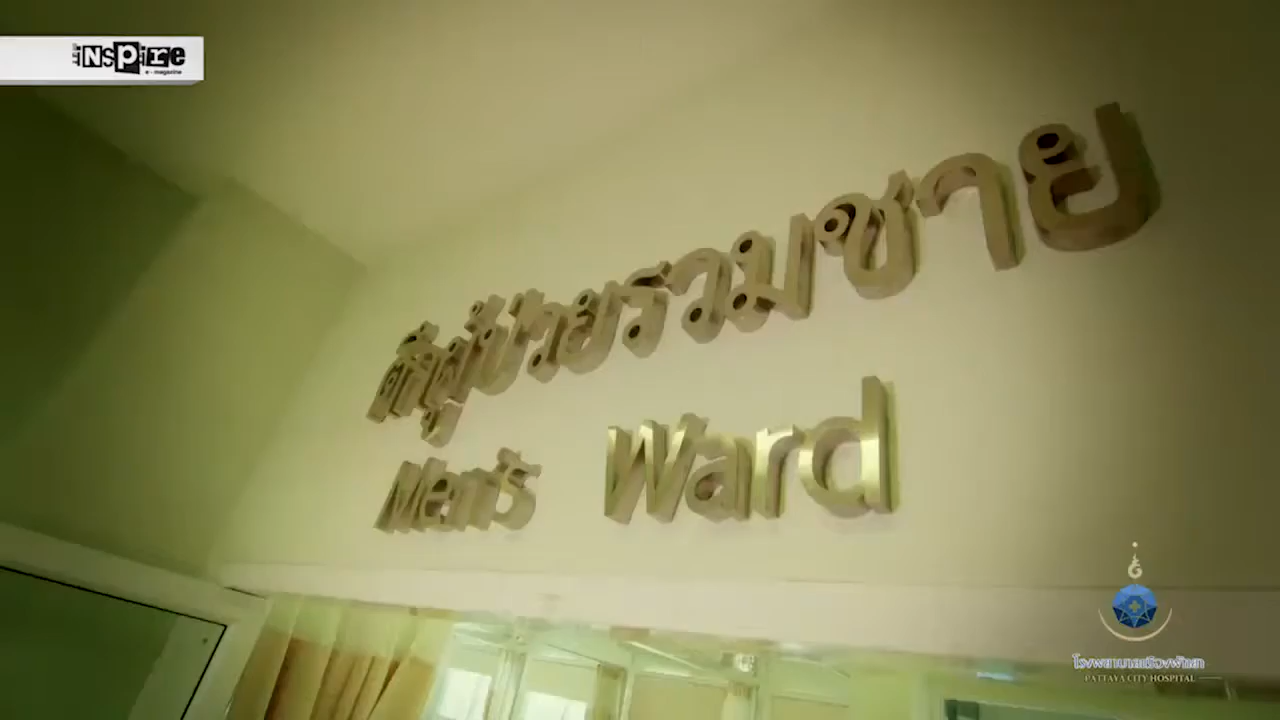 inspire
e-magazine
ตึกผู้ป่วยรวมชาย
Men's Ward
โรงพยาบาลเมืองพัทยา
PATTAYA CITY HOSPITAL